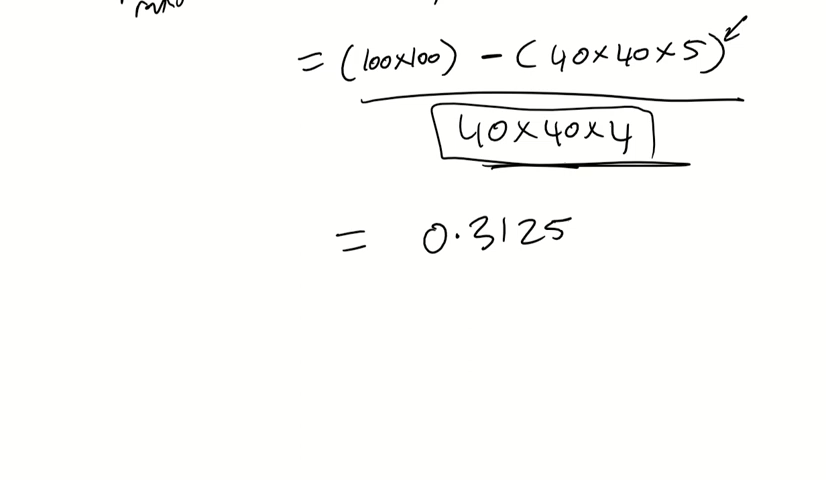 = (100×100) - (40×40×5)
40×40×4
= 0.3125